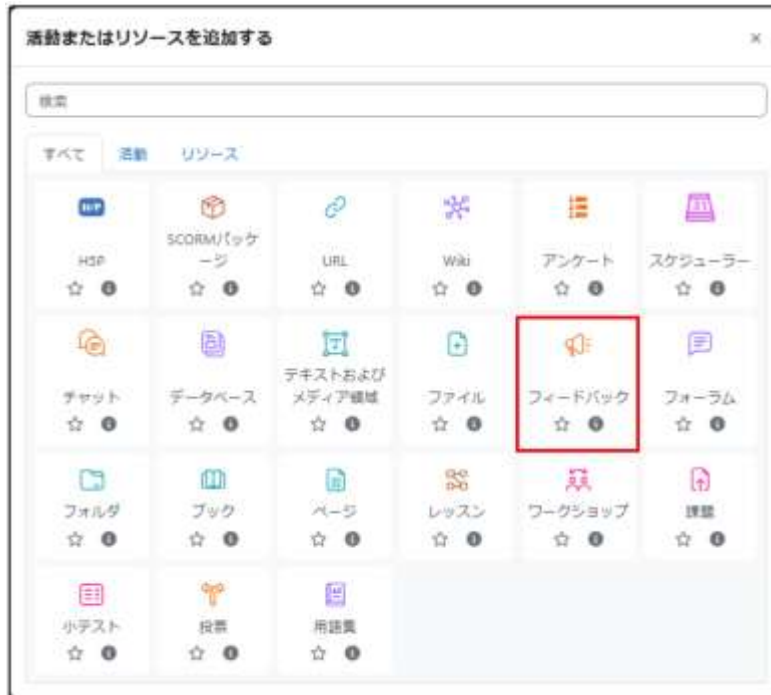 活動またはリソースを追加する ×
検索
すべて 活動 リソース
H5P
SCORMパッケ
ージ
URL
Wiki
アンケート
スケジューラー
チャット
データベース
テキストおよび
メディア領域
ファイル
フィードバック
フォーラム
フォルダ
ブック
ページ
レッスン
ワークショップ
課題
小テスト
投票
用語集